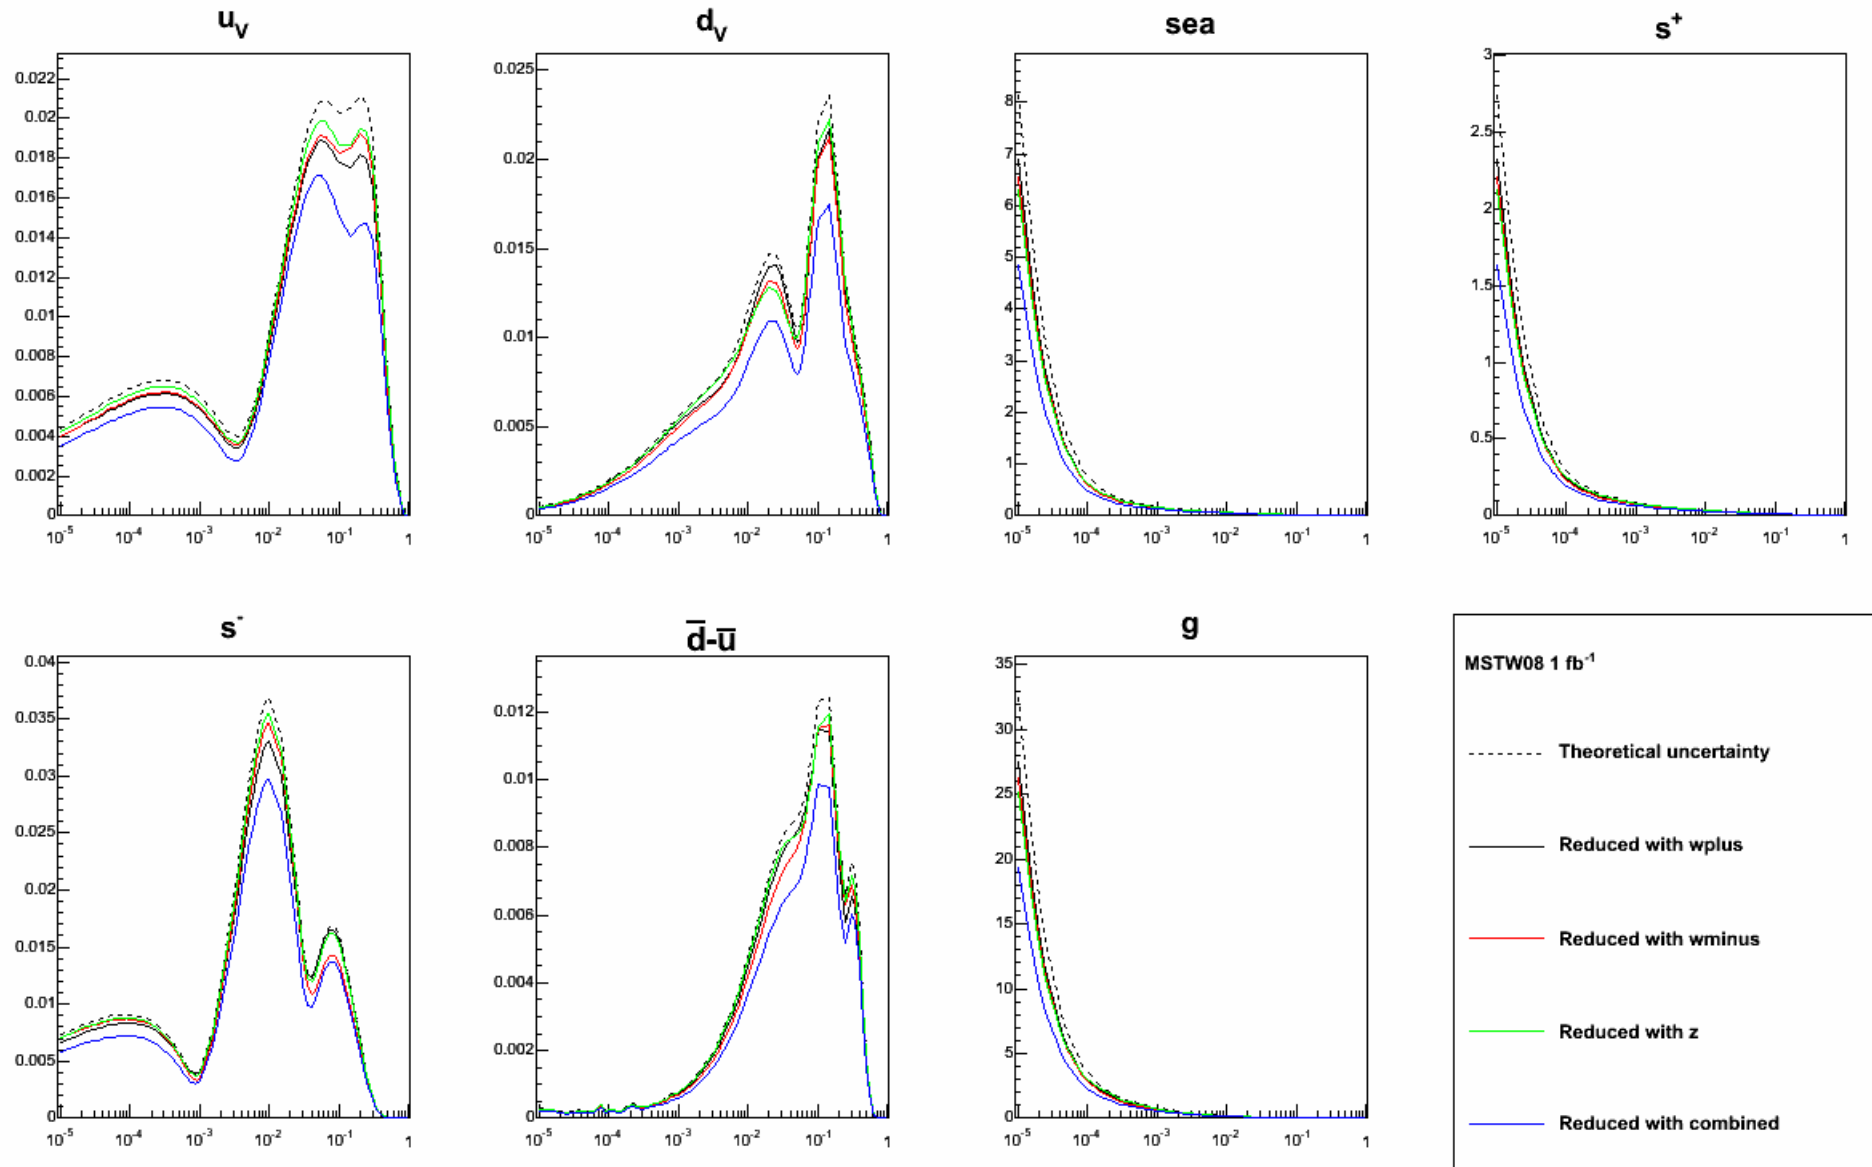 u_V
d_V
sea
s⁺
0.022
0.02
0.018
0.016
0.014
0.012
0.01
0.008
0.006
0.004
0.002
0
10⁻⁵ 10⁻⁴ 10⁻³ 10⁻² 10⁻¹ 1
0.025
0.02
0.015
0.01
0.005
0
10⁻⁵ 10⁻⁴ 10⁻³ 10⁻² 10⁻¹ 1
8
7
6
5
4
3
2
1
0
10⁻⁵ 10⁻⁴ 10⁻³ 10⁻² 10⁻¹ 1
3
2.5
2
1.5
1
0.5
0
10⁻⁵ 10⁻⁴ 10⁻³ 10⁻² 10⁻¹ 1
s⁻
d̅-u̅
g
0.04
0.035
0.03
0.025
0.02
0.015
0.01
0.005
0
10⁻⁵ 10⁻⁴ 10⁻³ 10⁻² 10⁻¹ 1
0.012
0.01
0.008
0.006
0.004
0.002
0
10⁻⁵ 10⁻⁴ 10⁻³ 10⁻² 10⁻¹ 1
35
30
25
20
15
10
5
0
10⁻⁵ 10⁻⁴ 10⁻³ 10⁻² 10⁻¹ 1
MSTW08 1 fb⁻¹
Theoretical uncertainty
Reduced with wplus
Reduced with wminus
Reduced with z
Reduced with combined